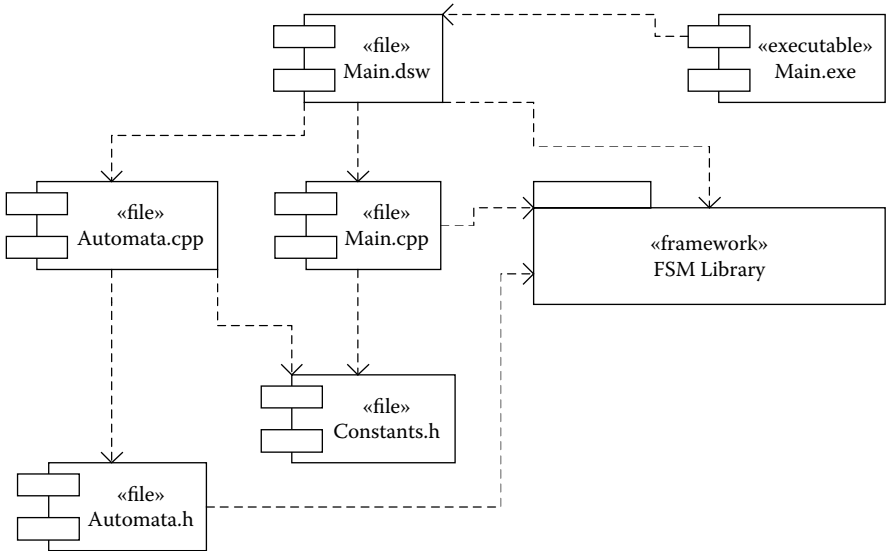 «file»
Main.dsw
«executable»
Main.exe
«file»
Automata.cpp
«file»
Main.cpp
«framework»
FSM Library
«file»
Constants.h
«file»
Automata.h